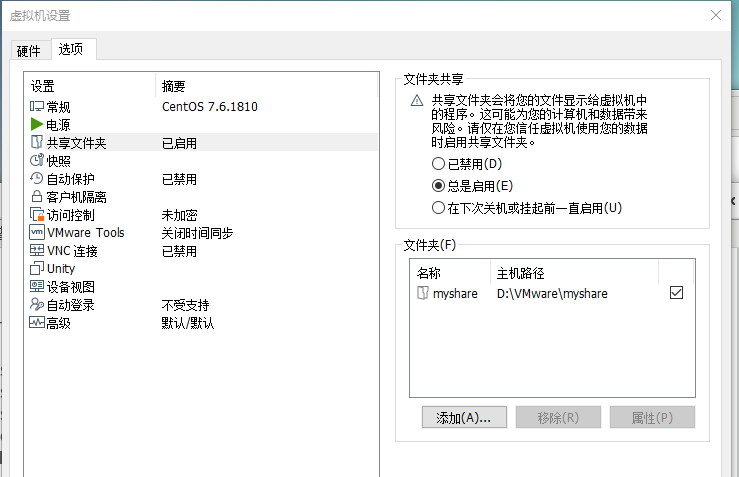 虚拟机设置
硬件 选项
设置 摘要
常规 CentOS 7.6.1810
电源
共享文件夹 已启用
快照
自动保护 已禁用
客户机隔离
访问控制 未加密
VMware Tools 关闭时间同步
VNC 连接 已禁用
Unity
设备视图
自动登录 不受支持
高级 默认/默认
文件夹共享
共享文件夹会将您的文件显示给虚拟机中
的程序。这可能为您的计算机和数据带来
风险。请仅在您信任虚拟机使用您的数据
时启用共享文件夹。
已禁用(D)
总是启用(E)
在下次关机或挂起前一直启用(U)
文件夹(F)
名称 主机路径
myshare D:\VMware\myshare
添加(A)... 移除(R) 属性(P)